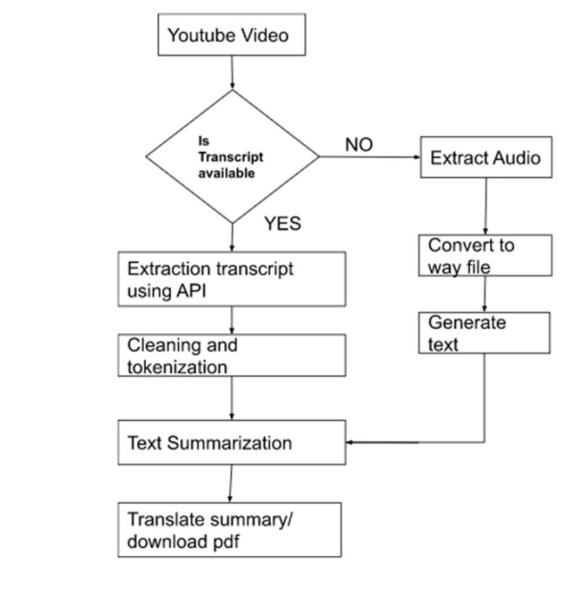 Youtube Video
Is
Transcript
available
NO
Extract Audio
YES
Convert to
way file
Extraction transcript
using API
Generate
text
Cleaning and
tokenization
Text Summarization
Translate summary/
download pdf